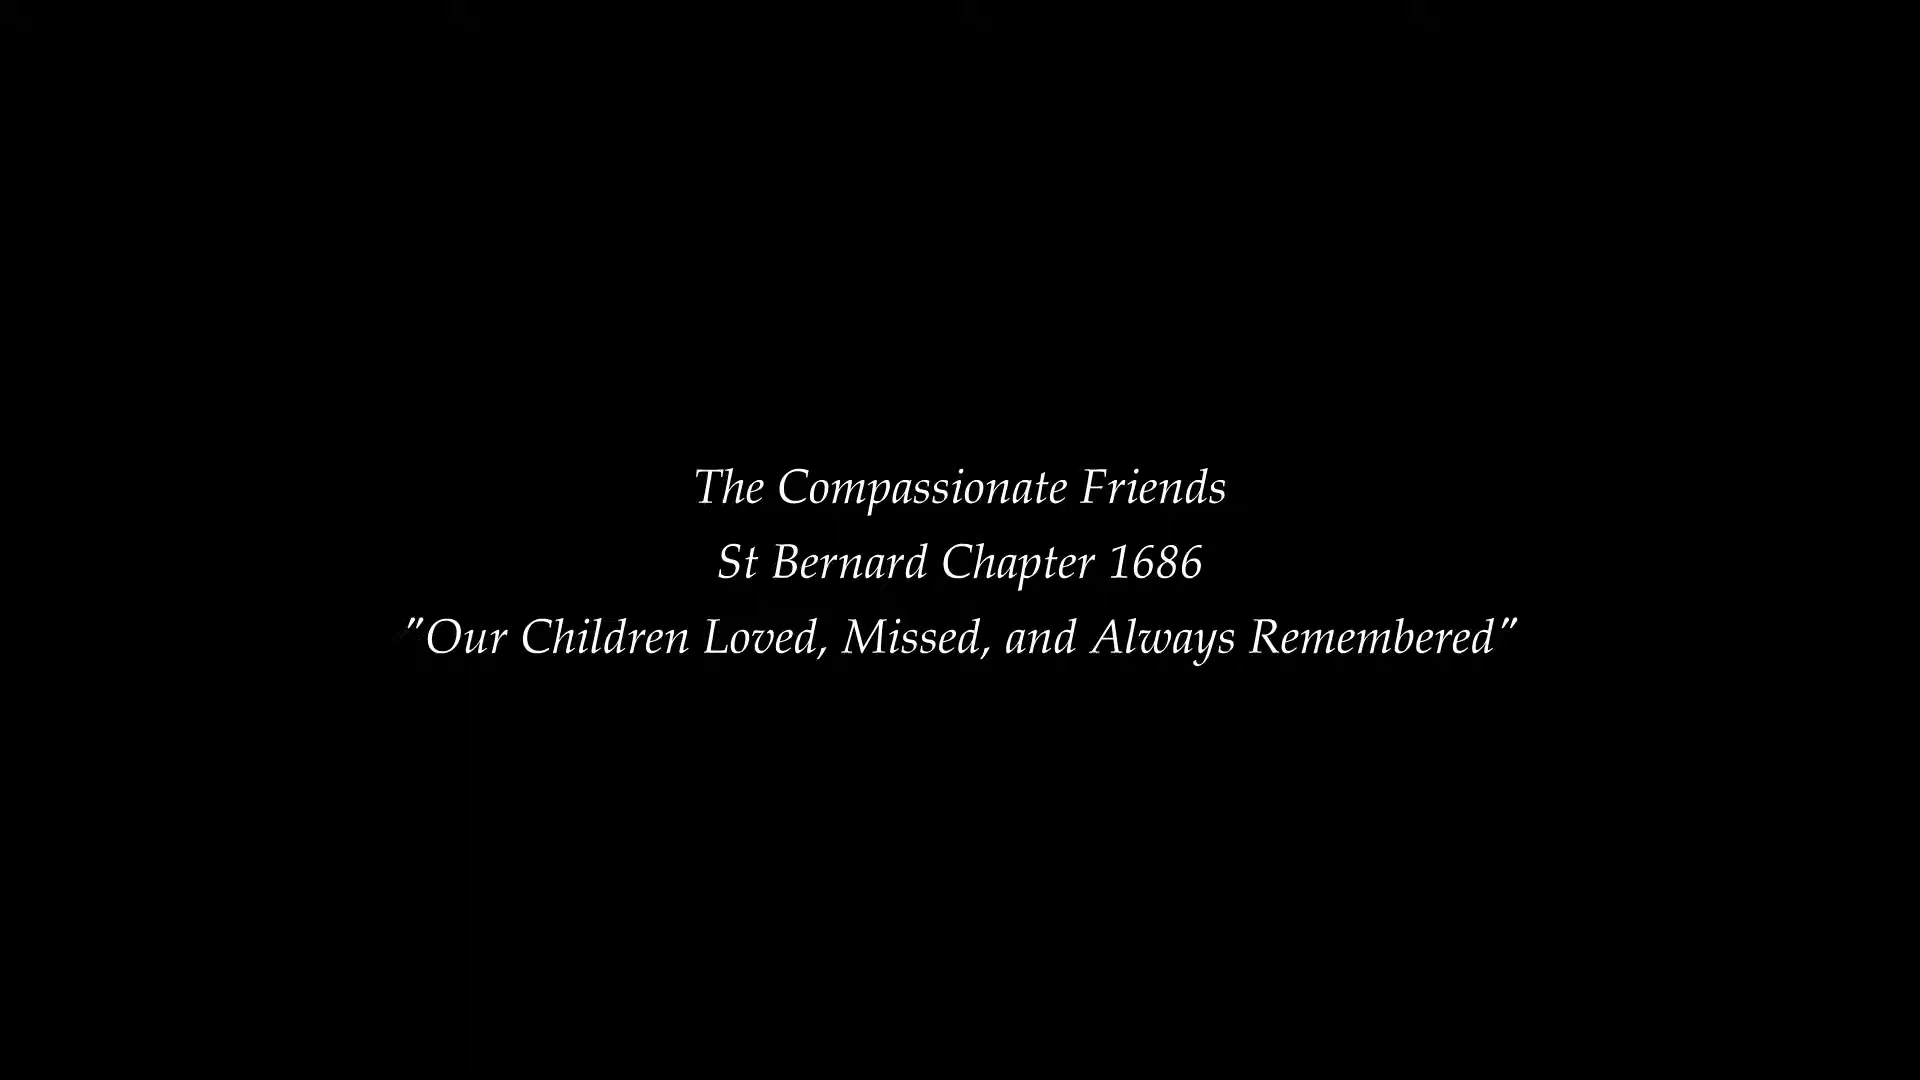 The Compassionate Friends
St Bernard Chapter 1686
"Our Children Loved, Missed, and Always Remembered"